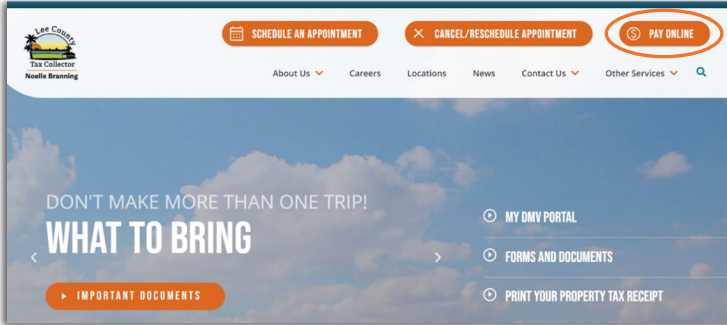 Lee County
Tax Collector
Noelle Branning
SCHEDULE AN APPOINTMENT
CANCEL/RESCHEDULE APPOINTMENT
PAY ONLINE
About Us
Careers
Locations
News
Contact Us
Other Services
DON'T MAKE MORE THAN ONE TRIP!
WHAT TO BRING
IMPORTANT DOCUMENTS
MY DMV PORTAL
FORMS AND DOCUMENTS
PRINT YOUR PROPERTY TAX RECEIPT